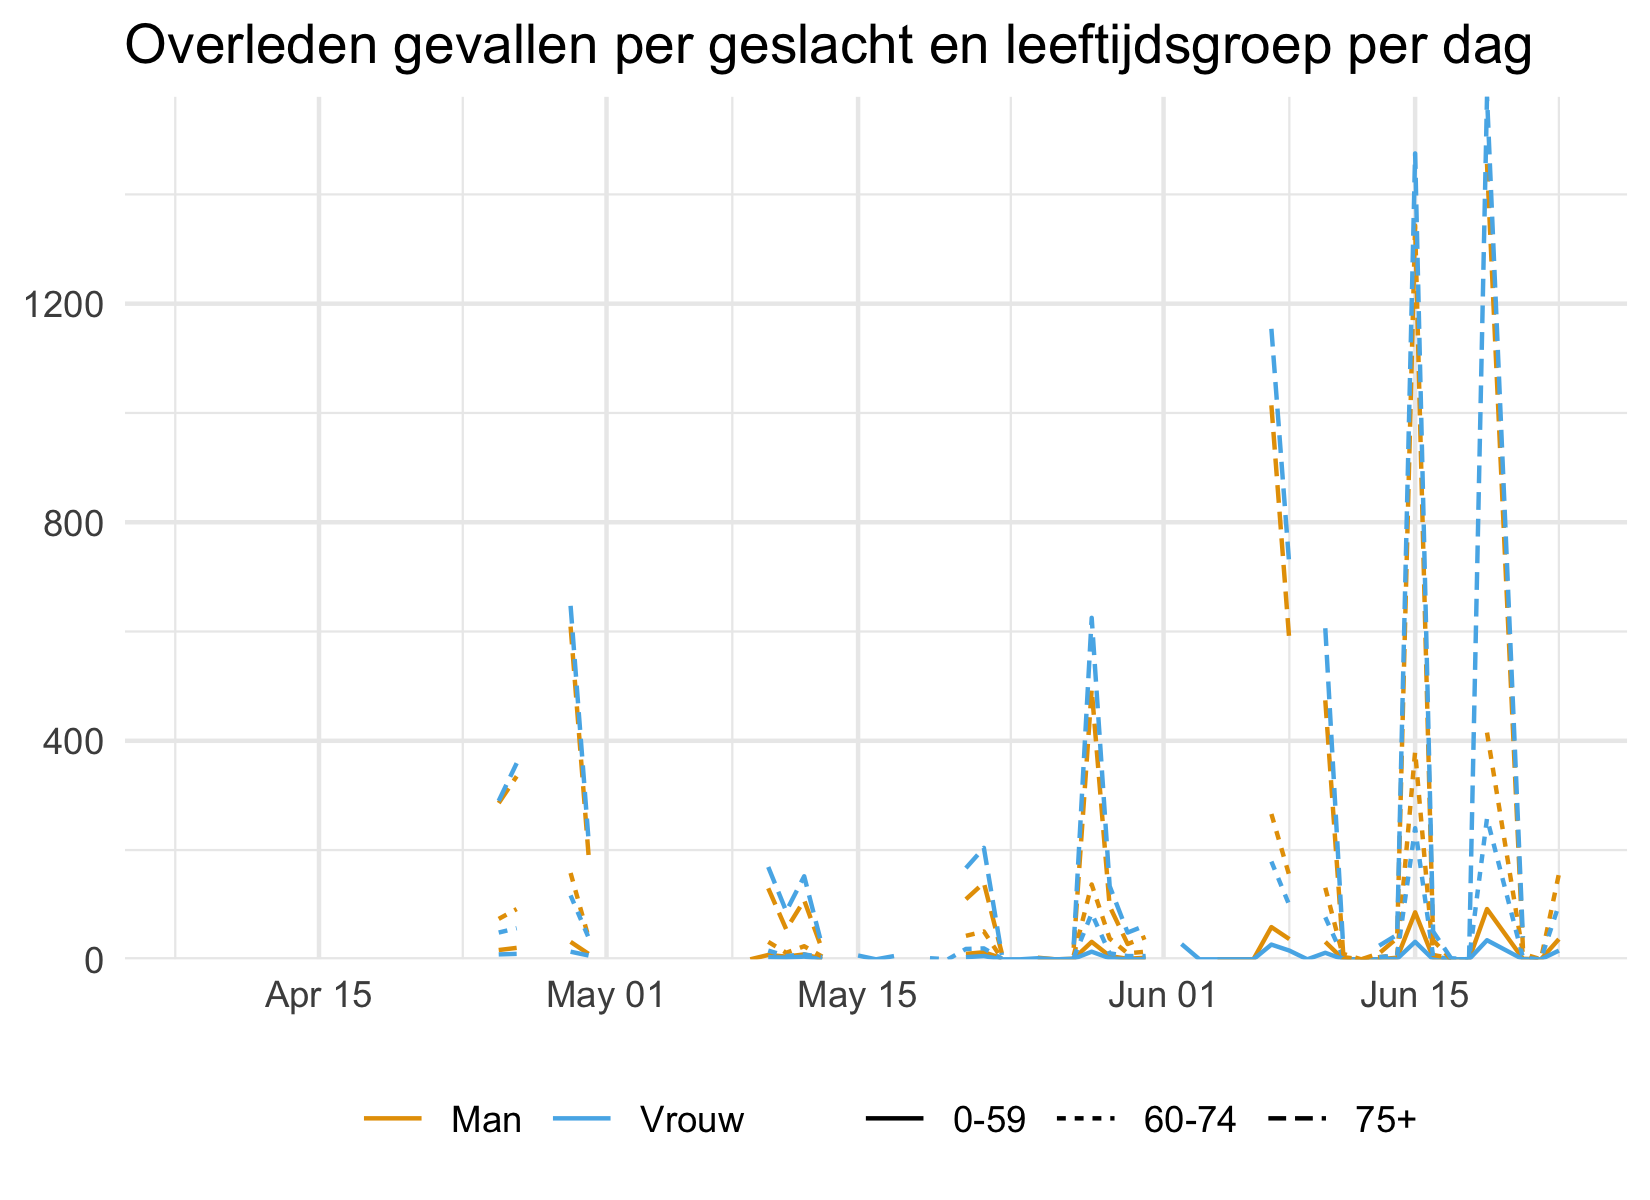 Overleden gevallen per geslacht en leeftijdsgroep per dag
1200
800
400
0
Apr 15 May 01 May 15 Jun 01 Jun 15
Man Vrouw 0-59 60-74 75+